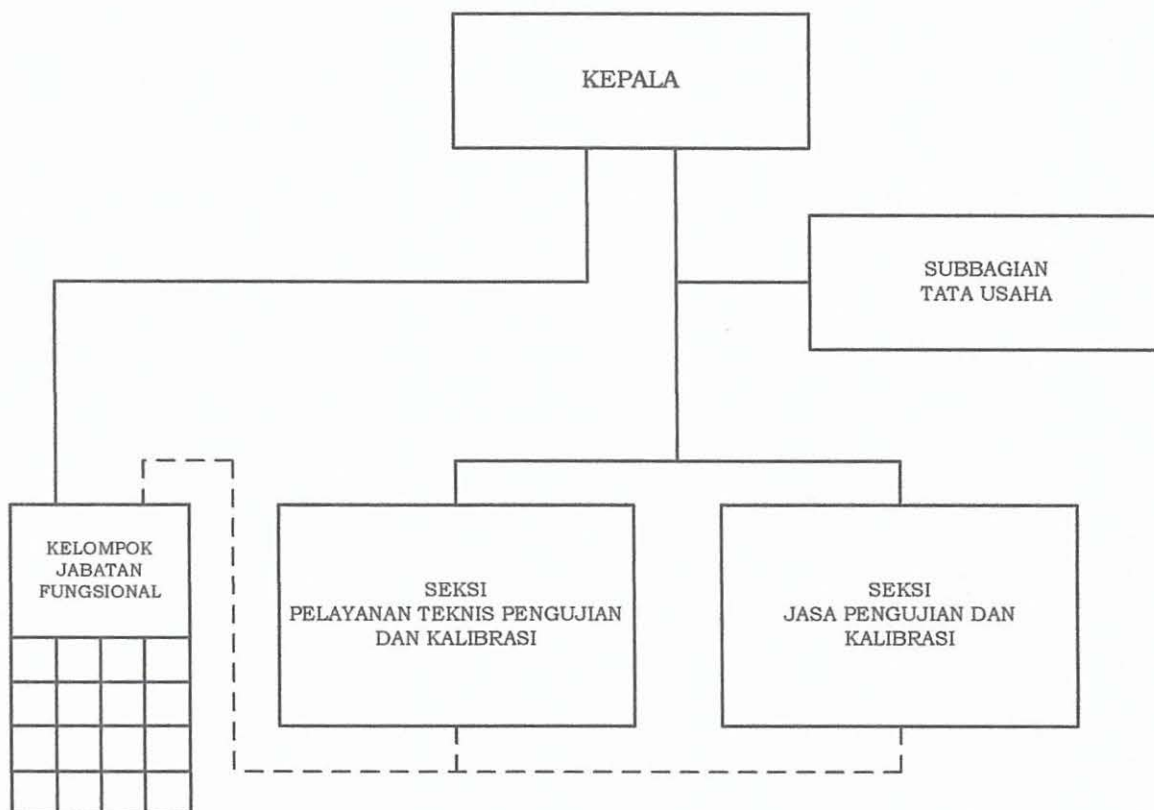 KEPALA
SUBBAGIAN
TATA USAHA
KELOMPOK
JABATAN
FUNGSIONAL
SEKSI
PELAYANAN TEKNIS PENGUJIAN
DAN KALIBRASI
SEKSI
JASA PENGUJIAN DAN
KALIBRASI